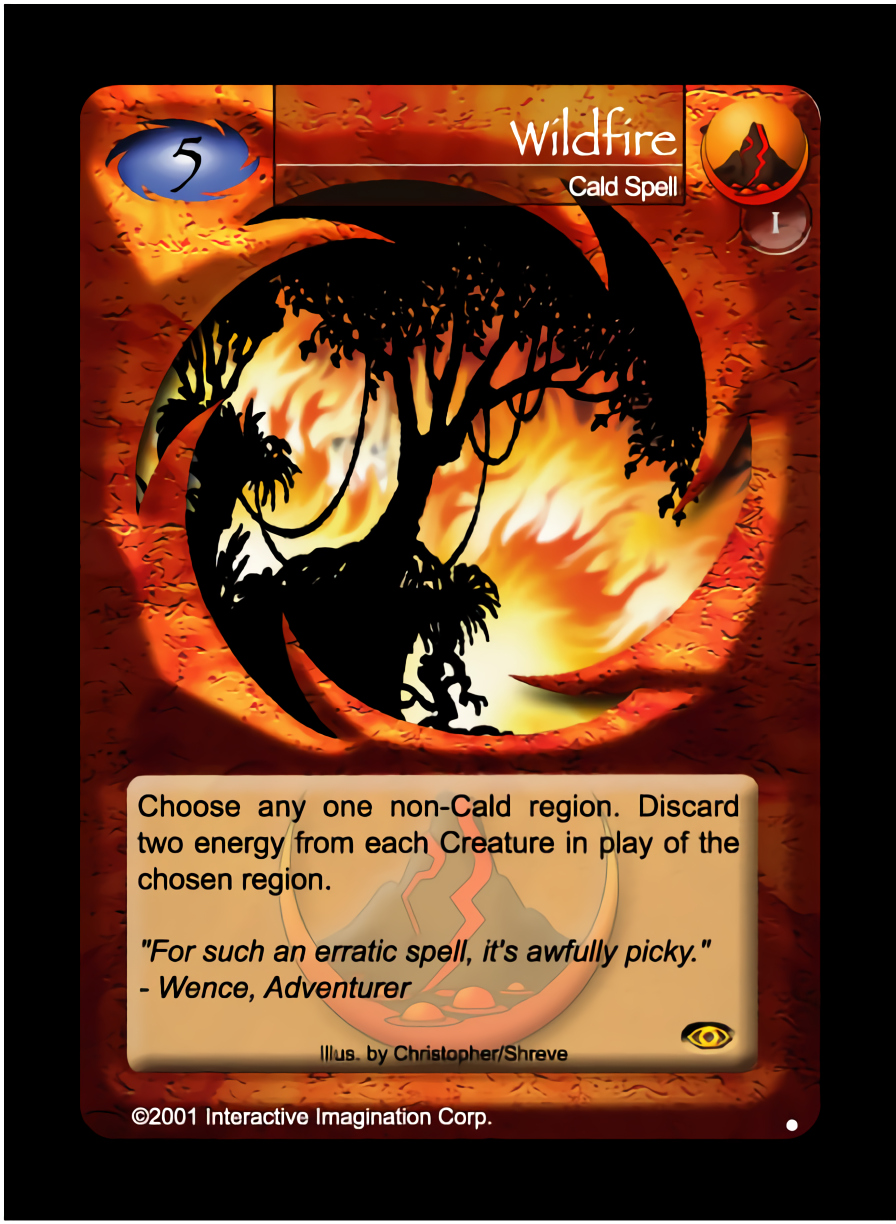 5
Wildfire
Cald Spell
I
Choose any one non-Cald region. Discard
two energy from each Creature in play of the
chosen region.
"For such an erratic spell, it's awfully picky."
- Wence, Adventurer
Illus. by Christopher/Shreve
©2001 Interactive Imagination Corp.